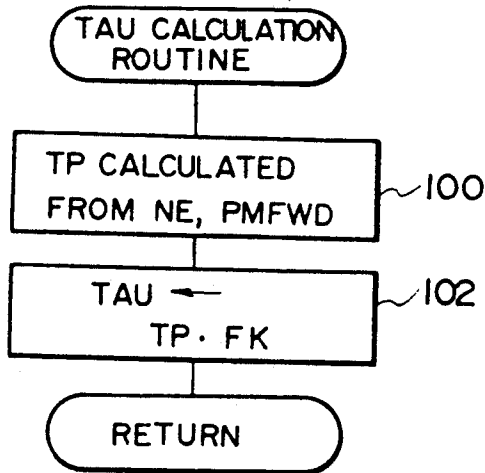 TAU CALCULATION
ROUTINE
TP CALCULATED
FROM NE, PMFWD
100
TAU ←
TP · FK
102
RETURN